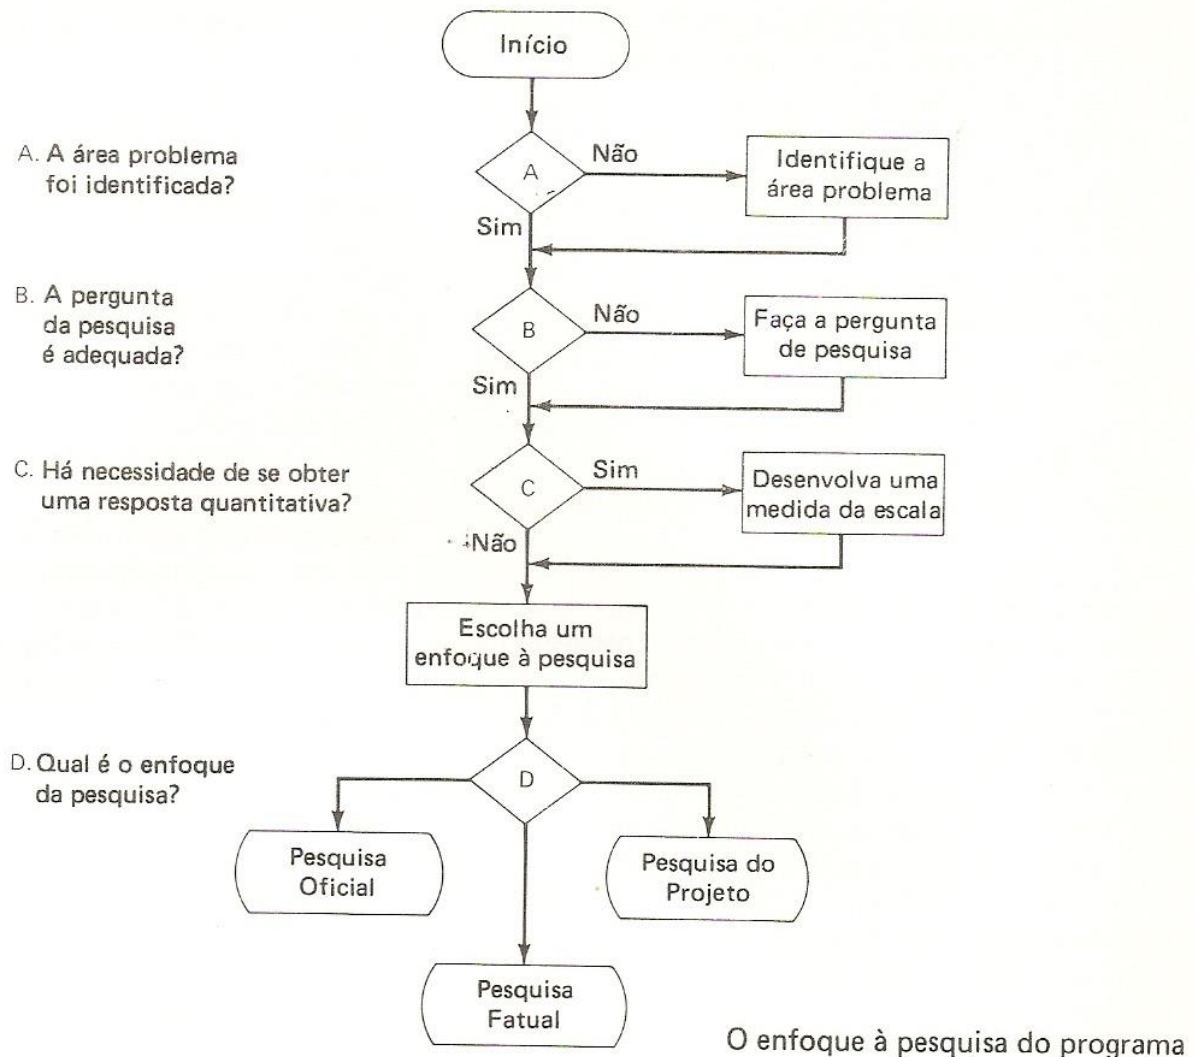 Início
A. A área problema
foi identificada?
A
Não
Identifique a
área problema
Sim
B. A pergunta
da pesquisa
é adequada?
B
Não
Faça a pergunta
de pesquisa
Sim
C. Há necessidade de se obter
uma resposta quantitativa?
C
Sim
Desenvolva uma
medida da escala
Não
Escolha um
enfoque à pesquisa
D. Qual é o enfoque
da pesquisa?
D
Pesquisa
Oficial
Pesquisa do
Projeto
Pesquisa
Fatual
O enfoque à pesquisa do programa